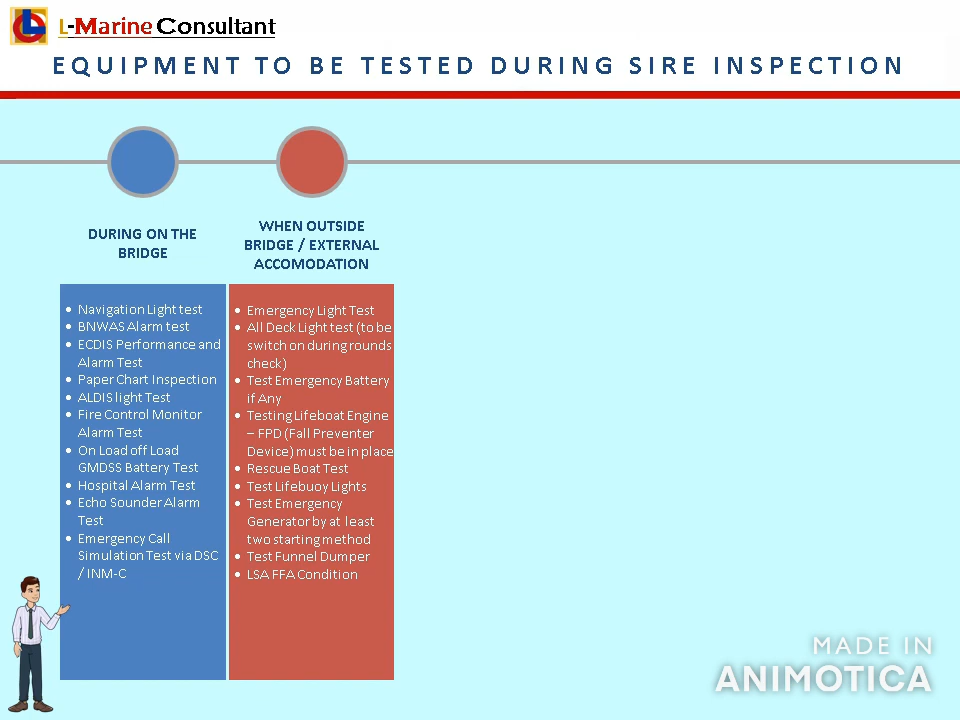 L-Marine Consultant
EQUIPMENT TO BE TESTED DURING SIRE INSPECTION
DURING ON THE
BRIDGE
• Navigation Light test
• BNWAS Alarm test
• ECDIS Performance and
Alarm Test
• Paper Chart Inspection
• ALDIS light Test
• Fire Control Monitor
Alarm Test
• On Load off Load
GMDSS Battery Test
• Hospital Alarm Test
• Echo Sounder Alarm
Test
• Emergency Call
Simulation Test via DSC
/ INM-C
WHEN OUTSIDE
BRIDGE / EXTERNAL
ACCOMODATION
• Emergency Light Test
• All Deck Light test (to be
switch on during rounds
check)
• Test Emergency Battery
if Any
• Testing Lifeboat Engine
– FPD (Fall Preventer
Device) must be in place
• Rescue Boat Test
• Test Lifebuoy Lights
• Test Emergency
Generator by at least
two starting method
• Test Funnel Dumper
• LSA FFA Condition
MADE IN
ANIMOTICA